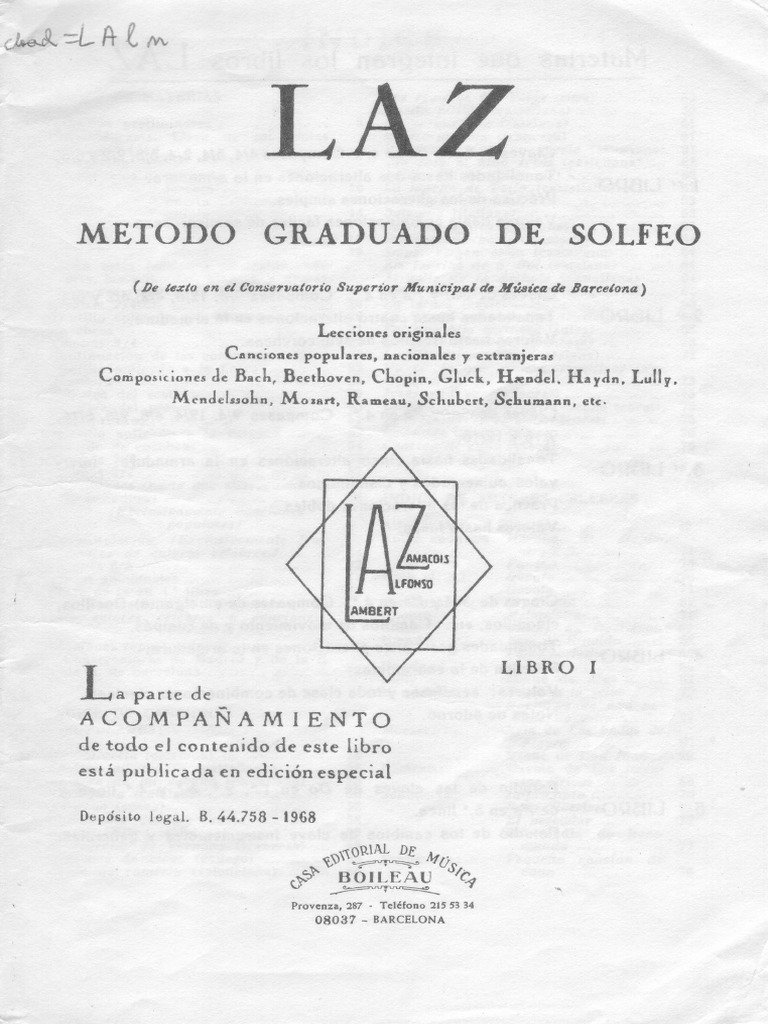 LAZ
METODO GRADUADO DE SOLFEO
(De texto en el Conservatorio Superior Municipal de Música de Barcelona)
Lecciones originales
Canciones populares, nacionales y extranjeras
Composiciones de Bach, Beethoven, Chopin, Gluck, Hændel, Haydn, Lully,
Mendelssohn, Mozart, Rameau, Schubert, Schumann, etc.
LAZ
ZAMACOIS
ALFONSO
LAMBERT
LIBRO I
La parte de
ACOMPAÑAMIENTO
de todo el contenido de este libro
está publicada en edición especial
Depósito legal. B. 44.758 - 1968
CASA EDITORIAL DE MÚSICA
BOILEAU
Provenza, 287 - Teléfono 215 53 34
08037 - BARCELONA